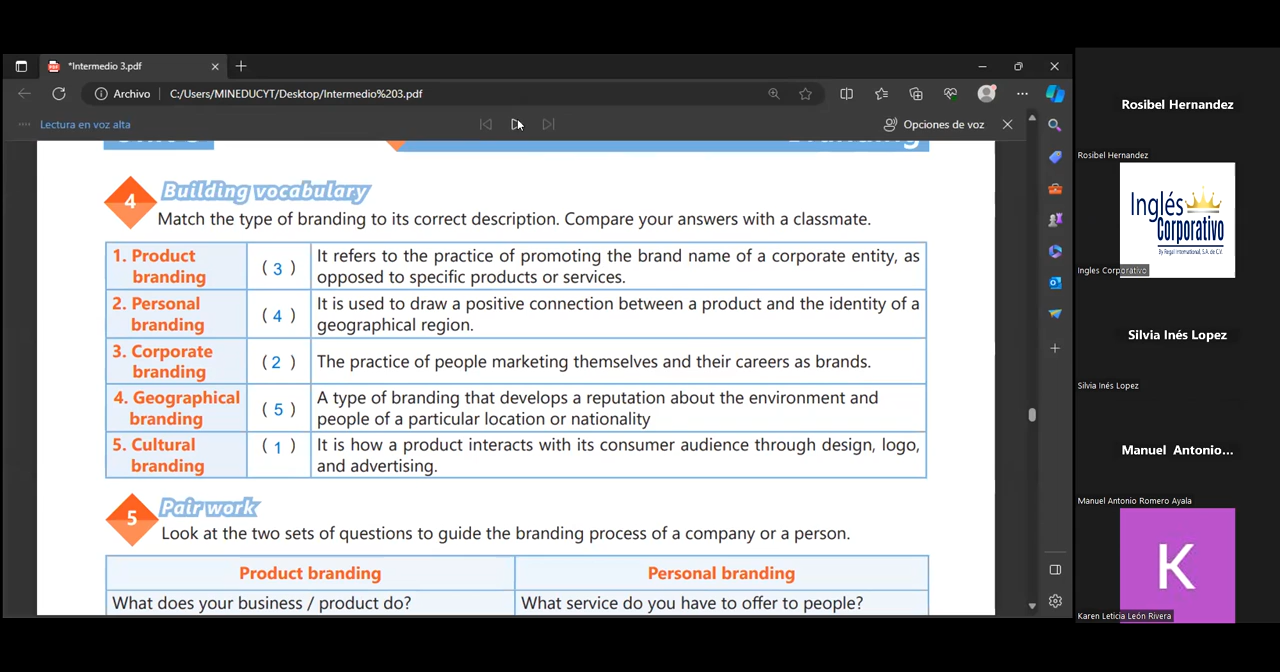 *Intermedio 3.pdf
Archivo
C:/Users/MINEDUCYT/Desktop/Intermedio%203.pdf
Lectura en voz alta
Opciones de voz
Branding
4
Building vocabulary
Match the type of branding to its correct description. Compare your answers with a classmate.
1. Product branding
( 3 )
It refers to the practice of promoting the brand name of a corporate entity, as
opposed to specific products or services.
2. Personal branding
( 4 )
It is used to draw a positive connection between a product and the identity of a
geographical region.
3. Corporate branding
( 2 )
The practice of people marketing themselves and their careers as brands.
4. Geographical branding
( 5 )
A type of branding that develops a reputation about the environment and
people of a particular location or nationality
5. Cultural branding
( 1 )
It is how a product interacts with its consumer audience through design, logo,
and advertising.
5
Pair work
Look at the two sets of questions to guide the branding process of a company or a person.
Product branding
Personal branding
What does your business / product do?
What service do you have to offer to people?
Rosibel Hernandez
Rosibel Hernandez
Inglés
Corporativo
By Regal International, S.A. de C.V.
Ingles Corporativo
Silvia Inés Lopez
Silvia Inés Lopez
Manuel Antonio...
Manuel Antonio Romero Ayala
K
Karen Leticia León Rivera